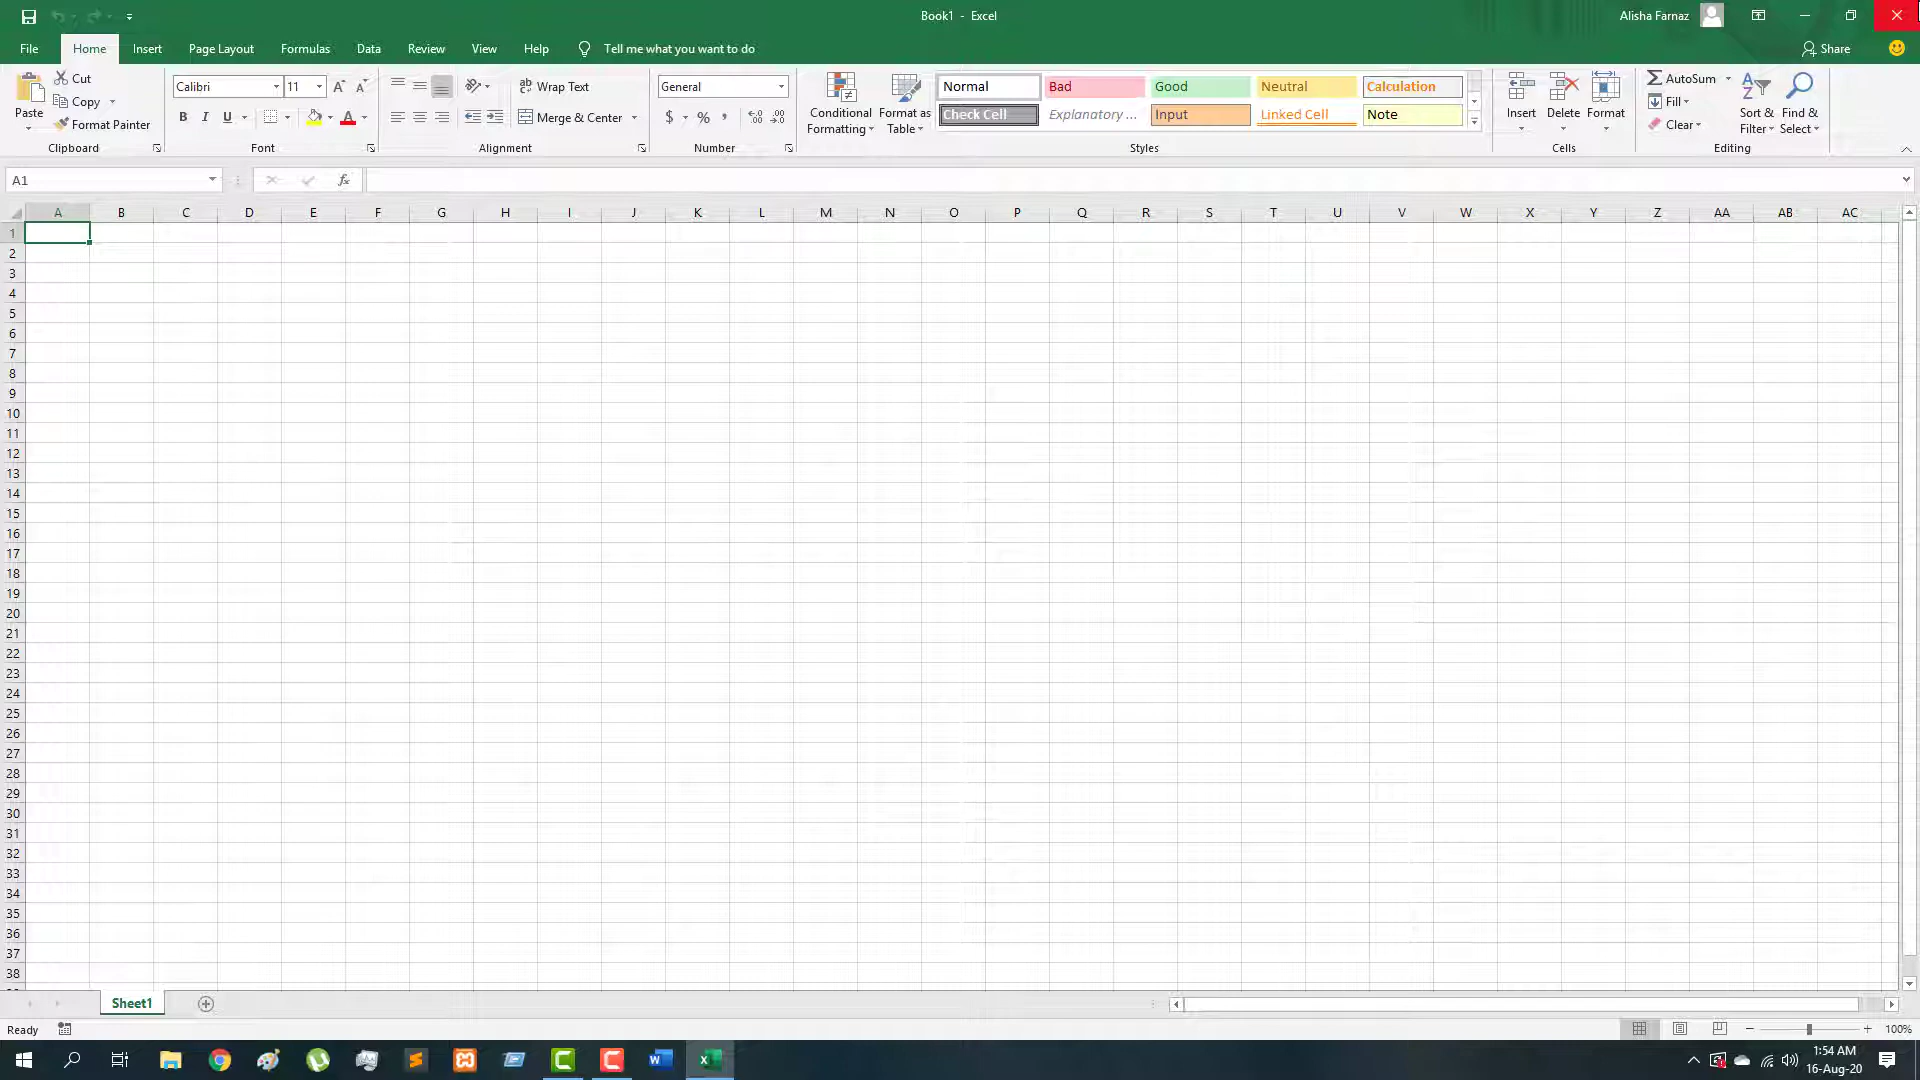 Book1 - Excel
Alisha Farnaz
File Home Insert Page Layout Formulas Data Review View Help Tell me what you want to do Share
Paste
Cut
Copy
Format Painter
Clipboard
Calibri 11
B I U
Font
Wrap Text
Merge & Center
Alignment
General
$ % ,
Number
Conditional Formatting
Format as Table
Normal Bad Good Neutral Calculation
Check Cell Explanatory ... Input Linked Cell Note
Styles
Insert Delete Format
Cells
AutoSum
Fill
Clear
Sort & Filter
Find & Select
Editing
A1 fx
A B C D E F G H I J K L M N O P Q R S T U V W X Y Z AA AB AC
1
2
3
4
5
6
7
8
9
10
11
12
13
14
15
16
17
18
19
20
21
22
23
24
25
26
27
28
29
30
31
32
33
34
35
36
37
38
Sheet1
Ready
100%
1:54 AM
16-Aug-20